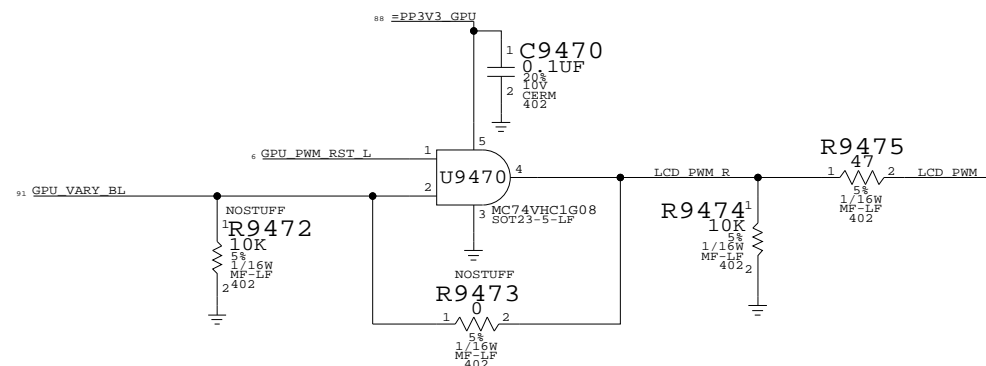 88 =PP3V3_GPU
1 C9470
0.1UF
20%
10V
2 CERM
402
5
6 GPU_PWM_RST_L 1
U9470 4
91 GPU_VARY_BL 2
3 MC74VHC1G08
SOT23-5-LF
LCD_PWM_R
R9475
47
1 2 LCD_PWM
5%
1/16W
MF-LF
402
NOSTUFF
1 R9472
10K
5%
1/16W
MF-LF
2 402
R9474 1
10K
5%
1/16W
MF-LF
402 2
NOSTUFF
R9473
0
1 2
5%
1/16W
MF-LF
402